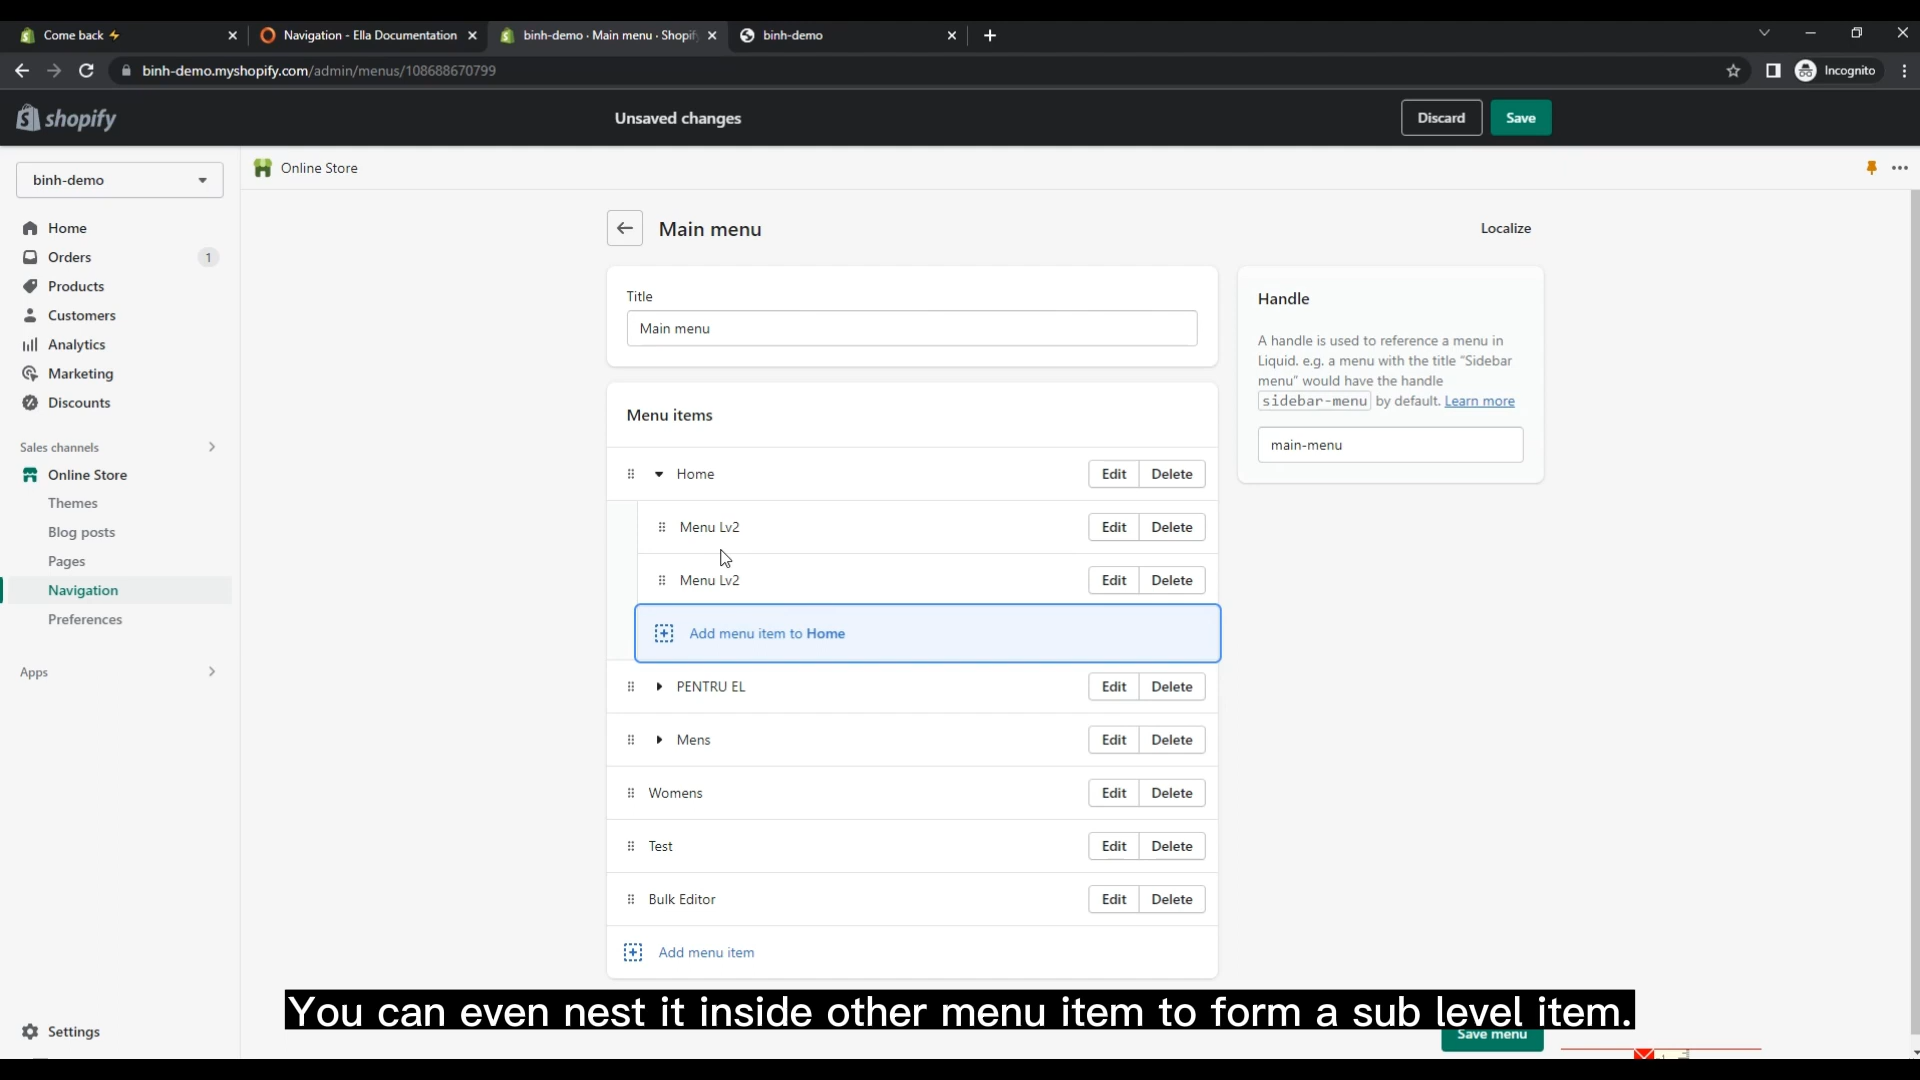 Come back
Navigation - Ella Documentation
binh-demo · Main menu · Shopif
binh-demo
binh-demo.myshopify.com/admin/menus/108688670799
Incognito
shopify
Unsaved changes
Discard
Save
binh-demo
Online Store
Home
Orders
1
Products
Customers
Analytics
Marketing
Discounts
Sales channels
Online Store
Themes
Blog posts
Pages
Navigation
Preferences
Apps
Settings
Main menu
Localize
Title
Main menu
Menu items
Home
Edit
Delete
Menu Lv2
Edit
Delete
Menu Lv2
Edit
Delete
Add menu item to Home
PENTRU EL
Edit
Delete
Mens
Edit
Delete
Womens
Edit
Delete
Test
Edit
Delete
Bulk Editor
Edit
Delete
Add menu item
Handle
A handle is used to reference a menu in
Liquid. e.g. a menu with the title "Sidebar
menu" would have the handle
sidebar-menu by default. Learn more
main-menu
You can even nest it inside other menu item to form a sub level item.
Save menu